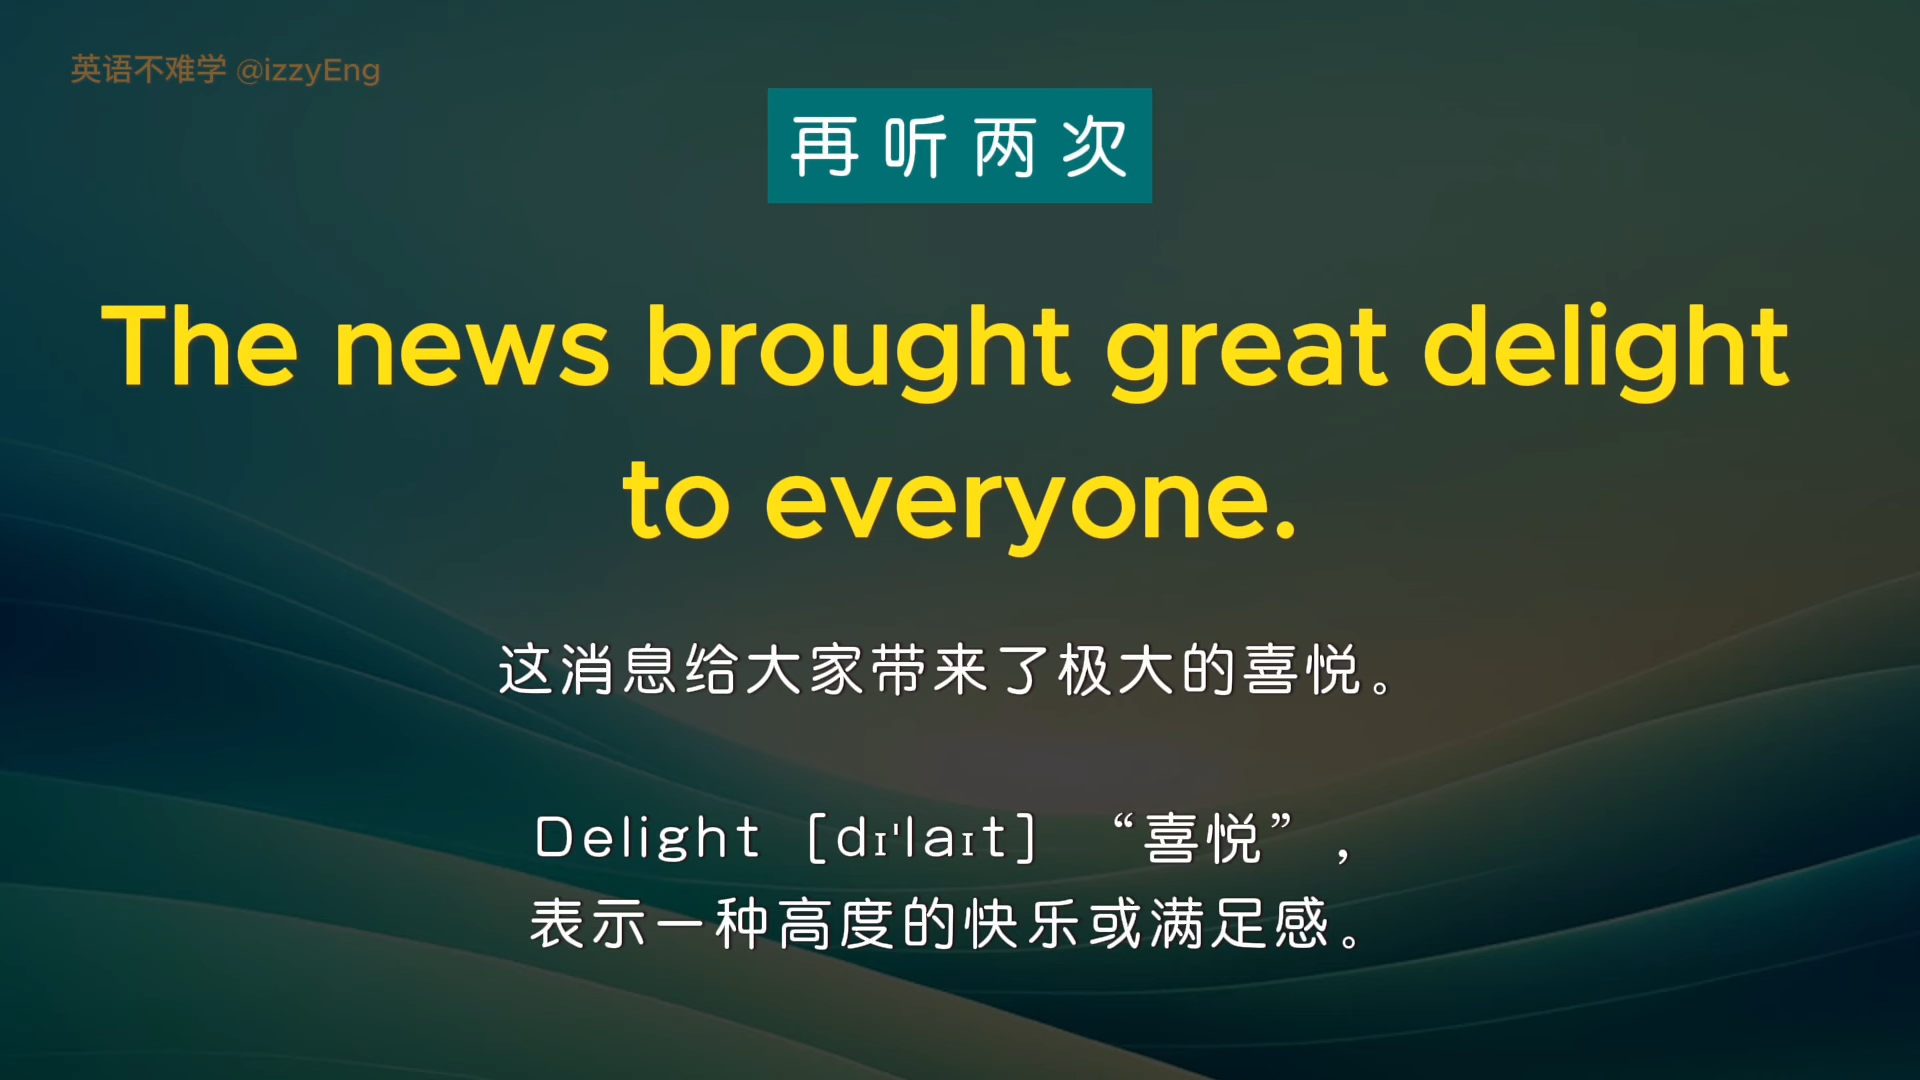 英语不难学 @izzyEng
再听两次
The news brought great delight
to everyone.
这消息给大家带来了极大的喜悦。
Delight [dɪ'laɪt] “喜悦”，
表示一种高度的快乐或满足感。